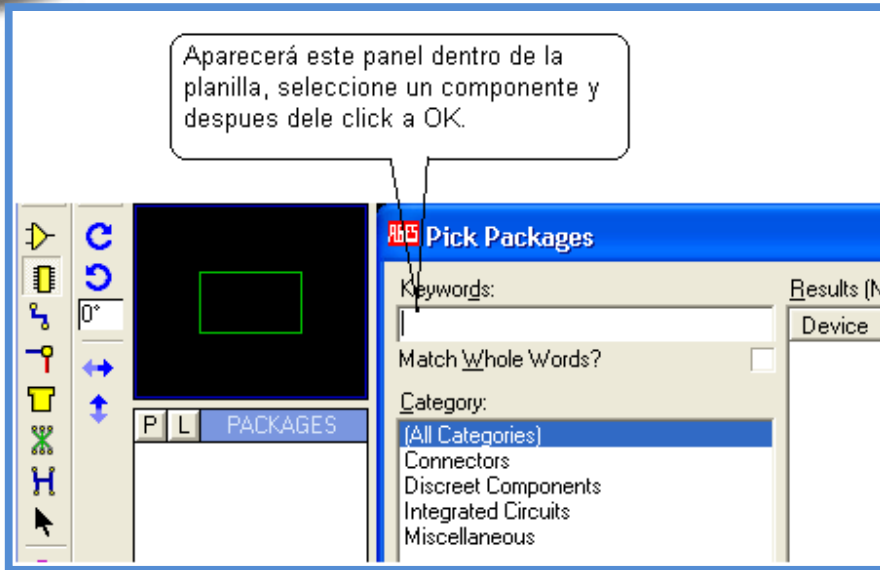 Aparecerá este panel dentro de la
planilla, seleccione un componente y
despues dele click a OK.
ARES Pick Packages
Keywords:
Results (N
0°
Device
Match Whole Words?
Category:
P L PACKAGES
(All Categories)
Connectors
Discreet Components
Integrated Circuits
Miscellaneous